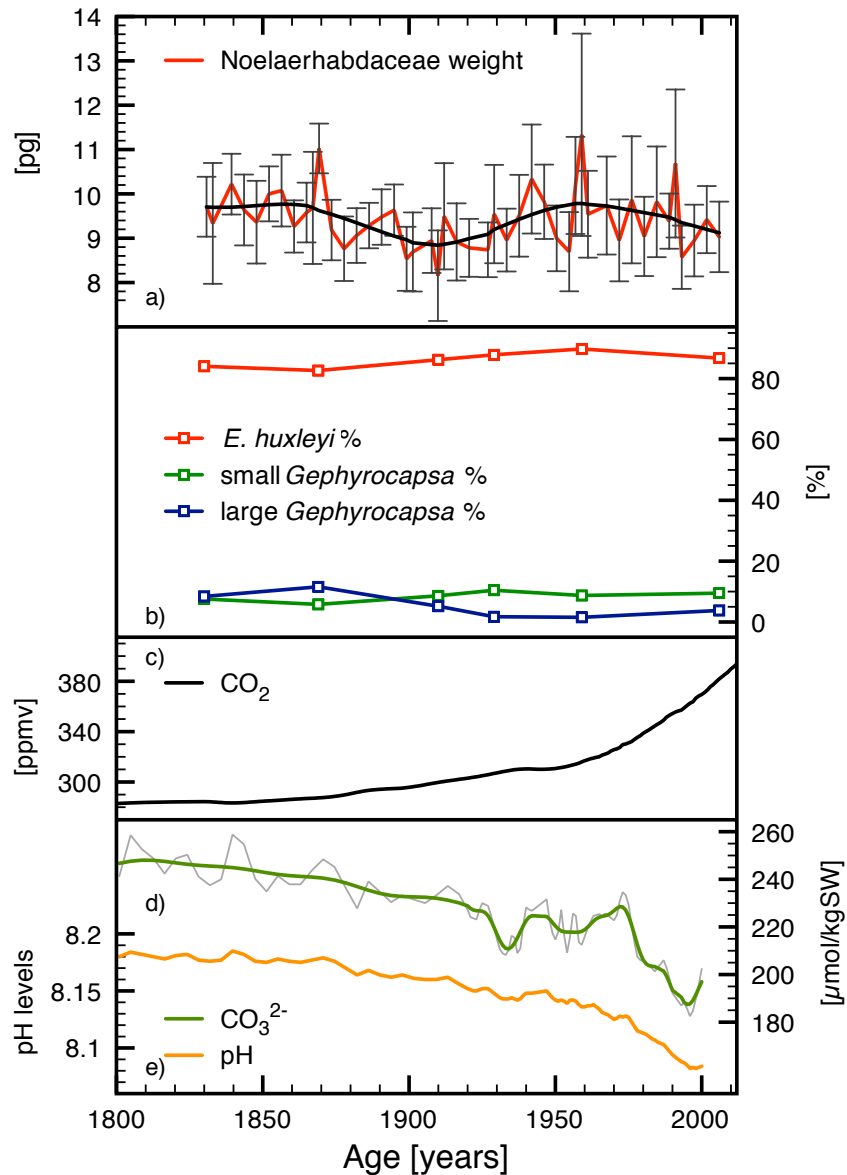 14
13
12
11
10
9
8
[pg]
Noelaerhabdaceae weight
a)
80
60
40
20
0
[%]
E. huxleyi %
small Gephyrocapsa %
large Gephyrocapsa %
b)
c)
CO2
380
340
300
[ppmv]
260
240
220
200
180
[µmol/kgSW]
d)
8.2
8.15
8.1
pH levels
CO3 2-
pH
e)
1800 1850 1900 1950 2000
Age [years]